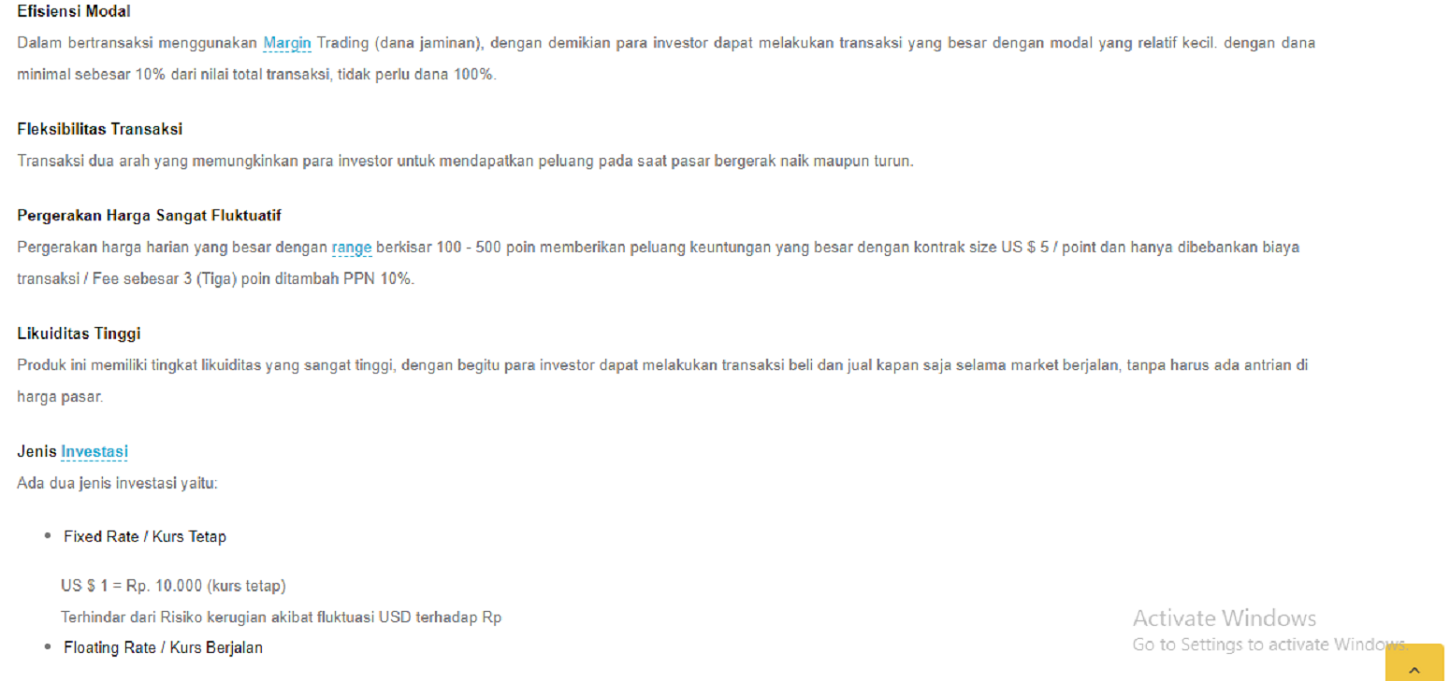 Efisiensi Modal
Dalam bertransaksi menggunakan Margin Trading (dana jaminan), dengan demikian para investor dapat melakukan transaksi yang besar dengan modal yang relatif kecil. dengan dana
minimal sebesar 10% dari nilai total transaksi, tidak perlu dana 100%.
Fleksibilitas Transaksi
Transaksi dua arah yang memungkinkan para investor untuk mendapatkan peluang pada saat pasar bergerak naik maupun turun.
Pergerakan Harga Sangat Fluktuatif
Pergerakan harga harian yang besar dengan range berkisar 100 - 500 poin memberikan peluang keuntungan yang besar dengan kontrak size US $ 5 / point dan hanya dibebankan biaya
transaksi / Fee sebesar 3 (Tiga) poin ditambah PPN 10%.
Likuiditas Tinggi
Produk ini memiliki tingkat likuiditas yang sangat tinggi, dengan begitu para investor dapat melakukan transaksi beli dan jual kapan saja selama market berjalan, tanpa harus ada antrian di
harga pasar.
Jenis Investasi
Ada dua jenis investasi yaitu:
• Fixed Rate / Kurs Tetap
US $ 1 = Rp. 10.000 (kurs tetap)
Terhindar dari Risiko kerugian akibat fluktuasi USD terhadap Rp
• Floating Rate / Kurs Berjalan
Activate Windows
Go to Settings to activate Windows.